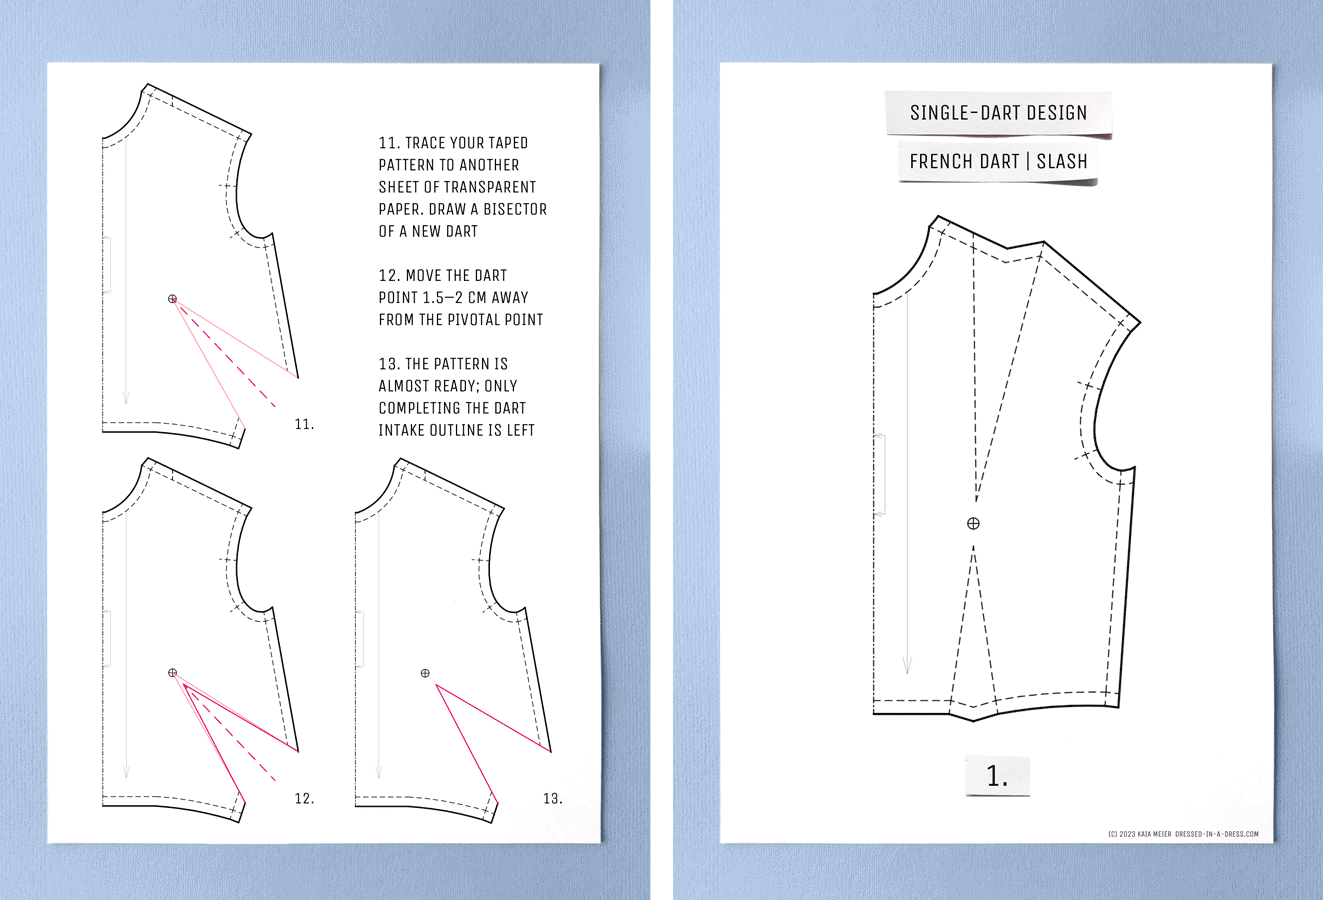 11. TRACE YOUR TAPED
PATTERN TO ANOTHER
SHEET OF TRANSPARENT
PAPER. DRAW A BISECTOR
OF A NEW DART
12. MOVE THE DART
POINT 1.5–2 CM AWAY
FROM THE PIVOTAL POINT
13. THE PATTERN IS
ALMOST READY; ONLY
COMPLETING THE DART
INTAKE OUTLINE IS LEFT
11.
12.
13.
SINGLE-DART DESIGN
FRENCH DART | SLASH
1.
(C) 2023 KAIA MEIER DRESSED-IN-A-DRESS.COM